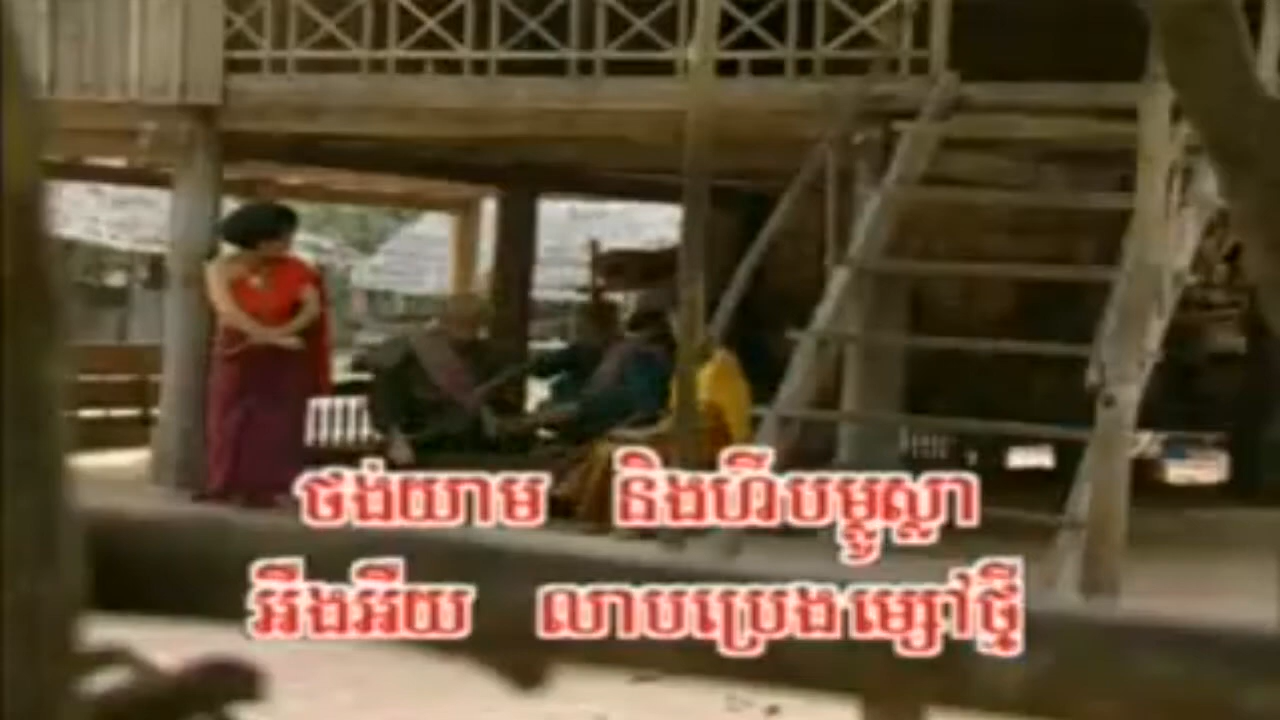 ថង់យាម និងហឹបម្លូស្លា
អឹងអើយ លាបប្រេងម្សៅថ្មី